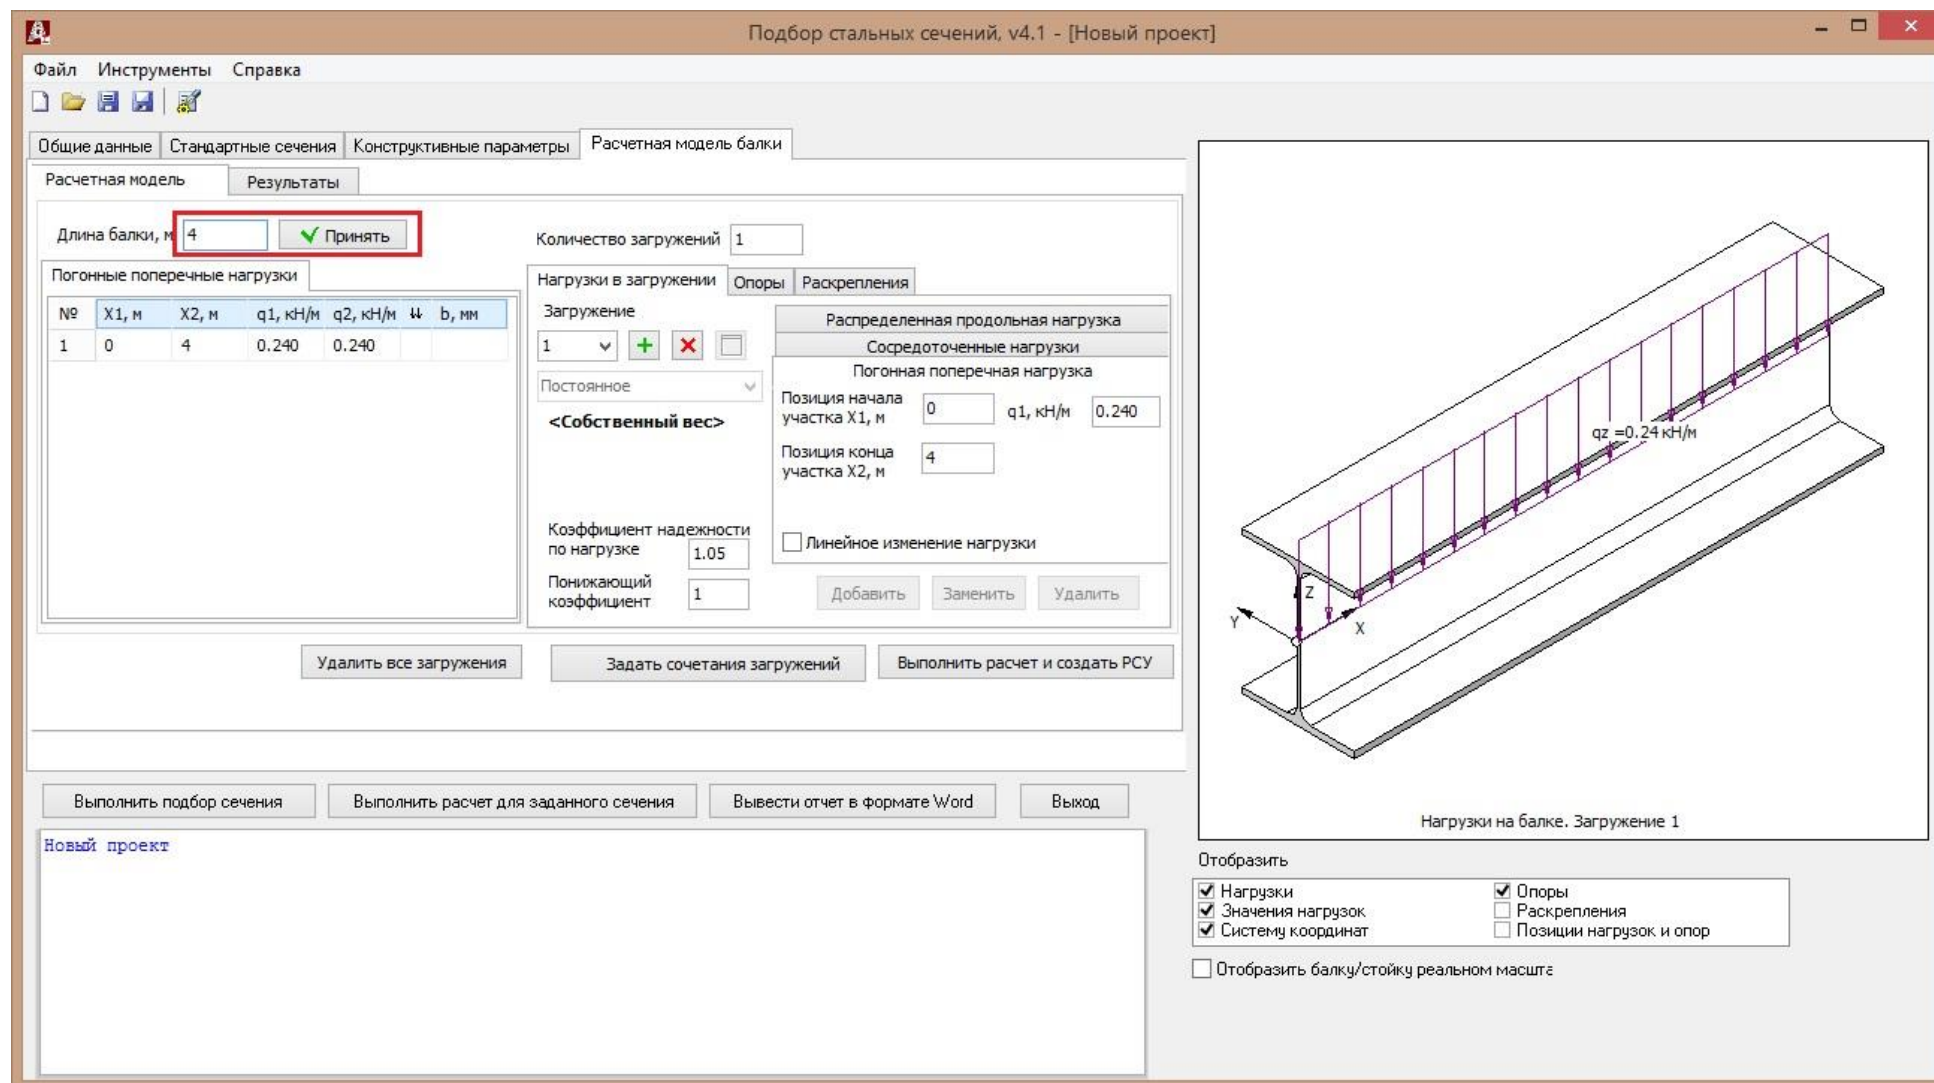 Подбор стальных сечений, v4.1 - [Новый проект]
Файл Инструменты Справка
Общие данные Стандартные сечения Конструктивные параметры Расчетная модель балки
Расчетная модель Результаты
Длина балки, м 4 Принять
Количество загружений 1
Погонные поперечные нагрузки
№ X1, м X2, м q1, кН/м q2, кН/м b, мм
1 0 4 0.240 0.240
Нагрузки в загружении Опоры Раскрепления
Загружение
1
Постоянное
<Собственный вес>
Коэффициент надежности
по нагрузке 1.05
Понижающий
коэффициент 1
Распределенная продольная нагрузка
Сосредоточенные нагрузки
Погонная поперечная нагрузка
Позиция начала
участка X1, м 0 q1, кН/м 0.240
Позиция конца
участка X2, м 4
Линейное изменение нагрузки
Добавить Заменить Удалить
Удалить все загружения Задать сочетания загружений Выполнить расчет и создать РСУ
Выполнить подбор сечения Выполнить расчет для заданного сечения Вывести отчет в формате Word Выход
Новый проект
qz =0.24 кН/м
Z
Y
X
Нагрузки на балке. Загружение 1
Отобразить
Нагрузки Опоры
Значения нагрузок Раскрепления
Систему координат Позиции нагрузок и опор
Отобразить балку/стойку реальном масшта